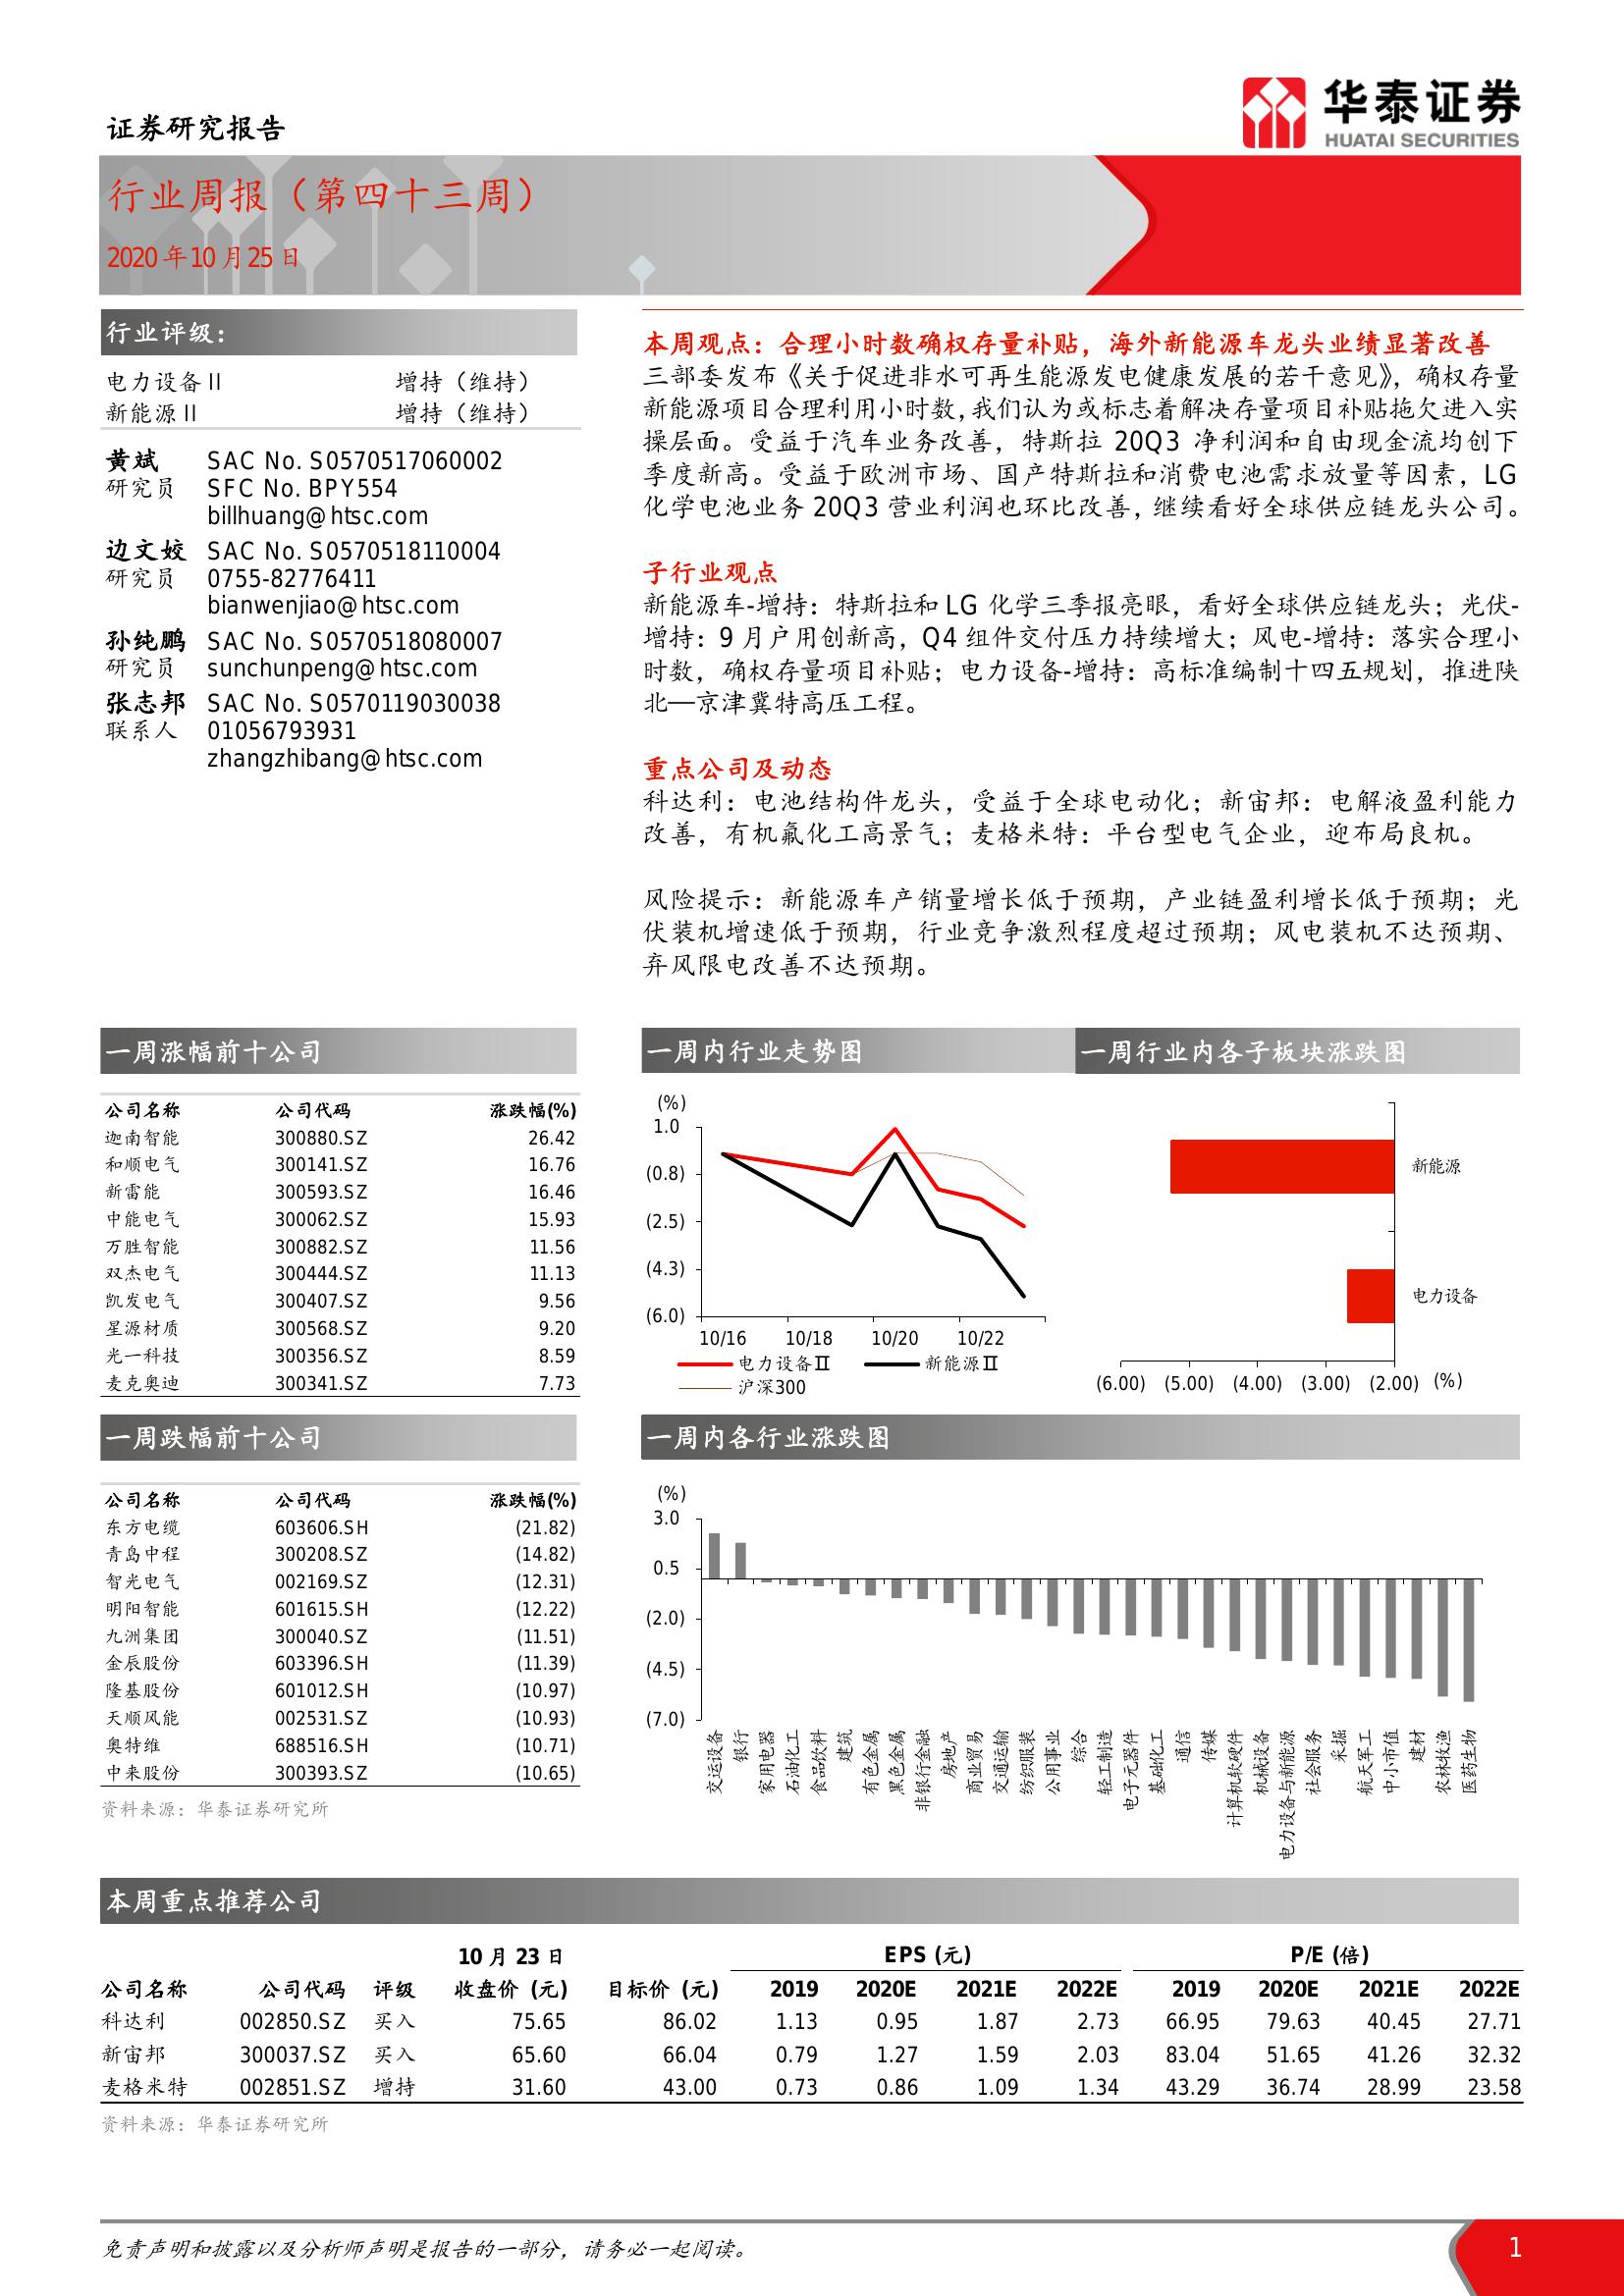 证券研究报告
华泰证券
HUATAI SECURITIES
行业周报（第四十三周）
2020年10月25日
行业评级：
电力设备II 增持（维持）
新能源II 增持（维持）
黄斌 SAC No. S0570517060002
研究员 SFC No. BPY554
billhuang@htsc.com
边文姣 SAC No. S0570518110004
研究员 0755-82776411
bianwenjiao@htsc.com
孙纯鹏 SAC No. S0570518080007
研究员 sunchunpeng@htsc.com
张志邦 SAC No. S0570119030038
联系人 01056793931
zhangzhibang@htsc.com
本周观点：合理小时数确权存量补贴，海外新能源车龙头业绩显著改善
三部委发布《关于促进非水可再生能源发电健康发展的若干意见》，确权存量
新能源项目合理利用小时数，我们认为或标志着解决存量项目补贴拖欠进入实
操层面。受益于汽车业务改善，特斯拉 20Q3 净利润和自由现金流均创下
季度新高。受益于欧洲市场、国产特斯拉和消费电池需求放量等因素，LG
化学电池业务 20Q3 营业利润也环比改善，继续看好全球供应链龙头公司。
子行业观点
新能源车-增持：特斯拉和LG 化学三季报亮眼，看好全球供应链龙头；光伏-
增持：9 月户用创新高，Q4 组件交付压力持续增大；风电-增持：落实合理小
时数，确权存量项目补贴；电力设备-增持：高标准编制十四五规划，推进陕
北—京津冀特高压工程。
重点公司及动态
科达利：电池结构件龙头，受益于全球电动化；新宙邦：电解液盈利能力
改善，有机氟化工高景气；麦格米特：平台型电气企业，迎布局良机。
风险提示：新能源车产销量增长低于预期，产业链盈利增长低于预期；光
伏装机增速低于预期，行业竞争激烈程度超过预期；风电装机不达预期、
弃风限电改善不达预期。
一周涨幅前十公司
公司名称 公司代码 涨跌幅(%)
迦南智能 300880.SZ 26.42
和顺电气 300141.SZ 16.76
新雷能 300593.SZ 16.46
中能电气 300062.SZ 15.93
万胜智能 300882.SZ 11.56
双杰电气 300444.SZ 11.13
凯发电气 300407.SZ 9.56
星源材质 300568.SZ 9.20
光一科技 300356.SZ 8.59
麦克奥迪 300341.SZ 7.73
一周内行业走势图
(%)
1.0
(0.8)
(2.5)
(4.3)
(6.0)
10/16 10/18 10/20 10/22
电力设备II 新能源II
沪深300
一周行业内各子板块涨跌图
新能源
电力设备
(6.00) (5.00) (4.00) (3.00) (2.00) (%)
一周跌幅前十公司
公司名称 公司代码 涨跌幅(%)
东方电缆 603606.SH (21.82)
青岛中程 300208.SZ (14.82)
智光电气 002169.SZ (12.31)
明阳智能 601615.SH (12.22)
九洲集团 300040.SZ (11.51)
金辰股份 603396.SH (11.39)
隆基股份 601012.SH (10.97)
天顺风能 002531.SZ (10.93)
奥特维 688516.SH (10.71)
中来股份 300393.SZ (10.65)
资料来源：华泰证券研究所
一周内各行业涨跌图
(%)
3.0
0.5
(2.0)
(4.5)
(7.0)
交运设备
银行
家用电器
石油化工
食品饮料
建筑
有色金属
黑色金属
非银行金融
房地产
商业贸易
交通运输
纺织服装
公用事业
综合
轻工制造
电子元器件
基础化工
通信
传媒
计算机软硬件
机械设备
电力设备与新能源
社会服务
采掘
航天军工
中小市值
建材
农林牧渔
医药生物
本周重点推荐公司
10 月 23 日 EPS (元) P/E (倍)
公司名称 公司代码 评级 收盘价 (元) 目标价 (元) 2019 2020E 2021E 2022E 2019 2020E 2021E 2022E
科达利 002850.SZ 买入 75.65 86.02 1.13 0.95 1.87 2.73 66.95 79.63 40.45 27.71
新宙邦 300037.SZ 买入 65.60 66.04 0.79 1.27 1.59 2.03 83.04 51.65 41.26 32.32
麦格米特 002851.SZ 增持 31.60 43.00 0.73 0.86 1.09 1.34 43.29 36.74 28.99 23.58
资料来源：华泰证券研究所
免责声明和披露以及分析师声明是报告的一部分，请务必一起阅读。
1